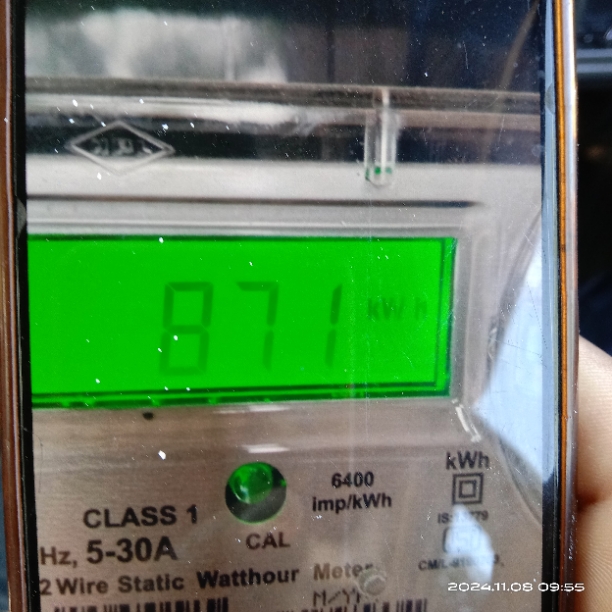 871 kWh
6400
imp/kWh
kWh
CLASS 1
CAL
Hz, 5-30A
2 Wire Static Watthour Meter
2024.11.08 09:55